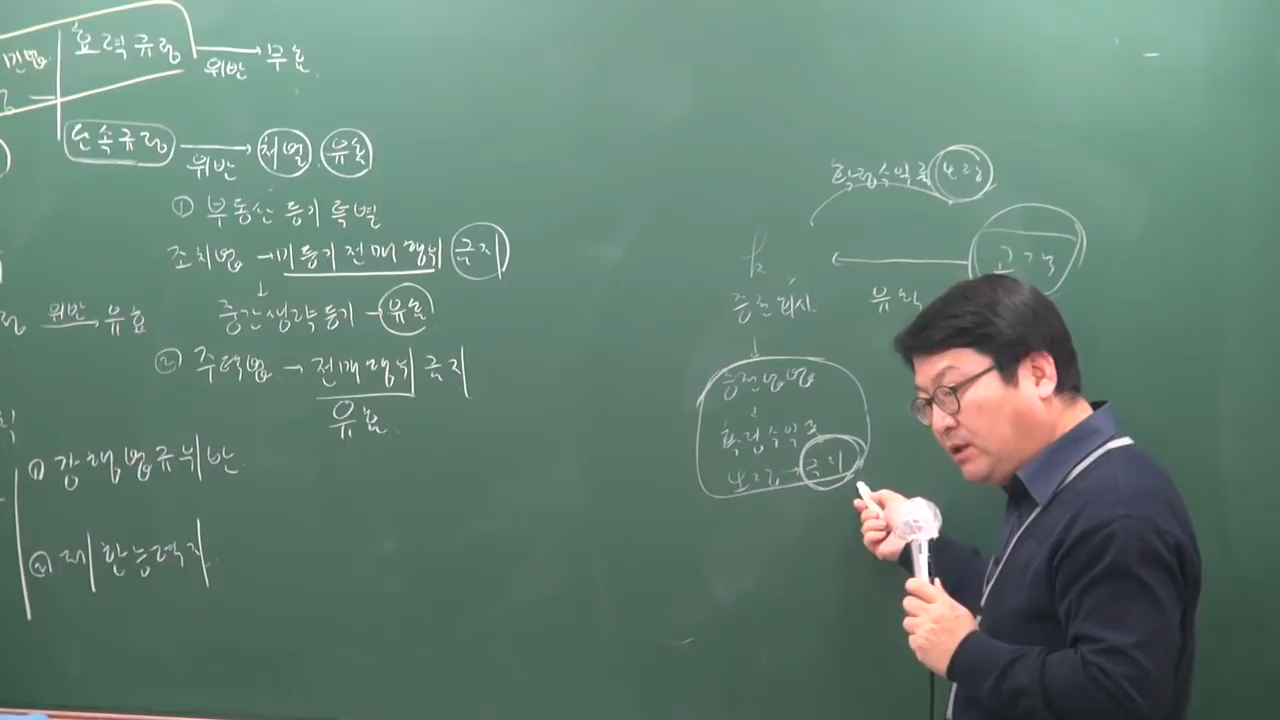 효력규정 → 위반 무효
단속규정 → 위반 처벌, 유효
① 부동산 등기 특별
조치법 → 미등기 전매 행위 금지
↓
위반 → 유효
중간생략등기 → 유효
② 주택법 → 전매행위 금지
유효.
① 강행법규위반
② 제한능력자
확정수익률 보장
고객
k
증권회사
↓
증권법령
확정수익률
보장 → 금지